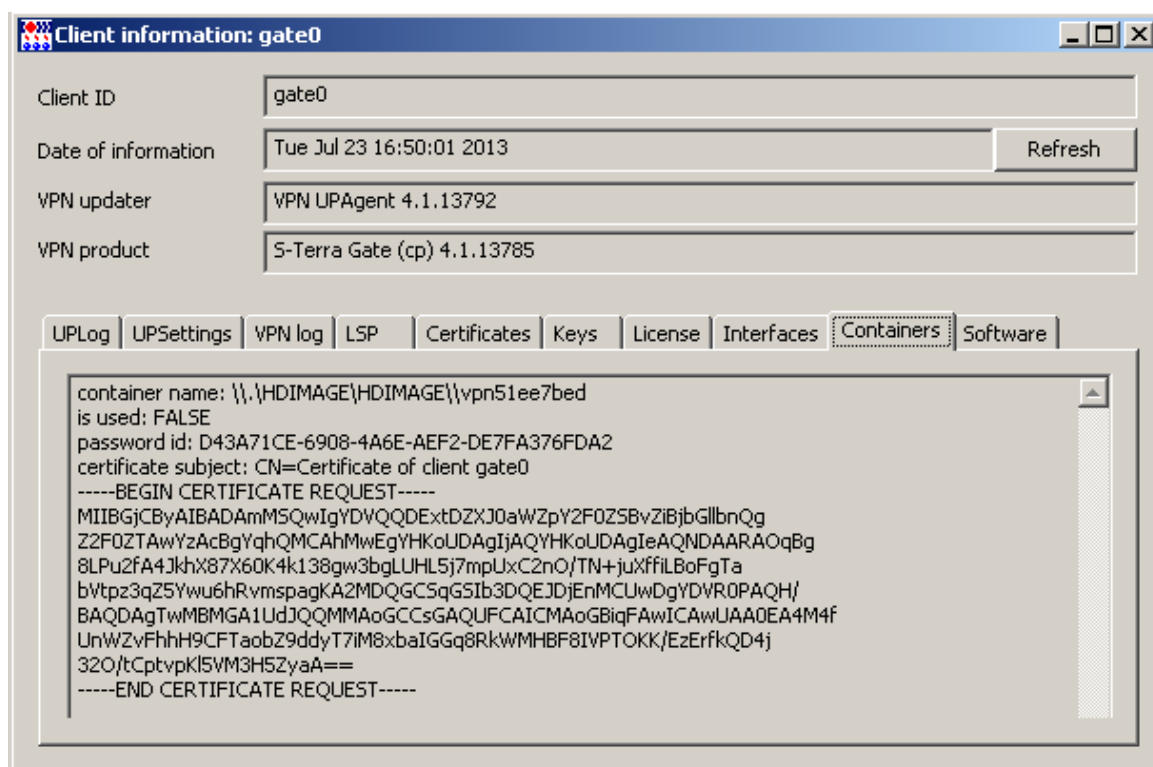 Client information: gate0
Client ID
gate0
Date of information
Tue Jul 23 16:50:01 2013
Refresh
VPN updater
VPN UPAgent 4.1.13792
VPN product
S-Terra Gate (cp) 4.1.13785
UPLog UPSettings VPN log LSP Certificates Keys License Interfaces Containers Software
container name: \\.\HDIMAGE\HDIMAGE\\vpn51ee7bed
is used: FALSE
password id: D43A71CE-6908-4A6E-AEF2-DE7FA376FDA2
certificate subject: CN=Certificate of client gate0
-----BEGIN CERTIFICATE REQUEST-----
MIIBGjCByAIBADAmMSQwIgYDVQQDExtDZXJ0aWZpY2F0ZSBvZiBjbGllbnQg
Z2F0ZTAwYzAcBgYqhQMCAhMwEgYHKoUDAgIjAQYHKoUDAgIeAQNDAARAOqBg
8LPu2fA4JkhX87X60K4k138gw3bgLUHL5j7mpUxC2nO/TN+juXffiLBoFgTa
bVtpz3qZ5Ywu6hRvmspagKA2MDQGCSqGSIb3DQEJDjEnMCUwDgYDVR0PAQH/
BAQDAgTwMBMGA1UdJQQMMAoGCCsGAQUFCAICMAoGBiqFAwICAwUAA0EA4M4f
UnWZvFhhH9CFTaobZ9ddyT7iM8xbaIGGq8RkWMHBF8IVPTOKK/EzErfkQD4j
32O/tCptvpKl5VM3H5ZyaA==
-----END CERTIFICATE REQUEST-----